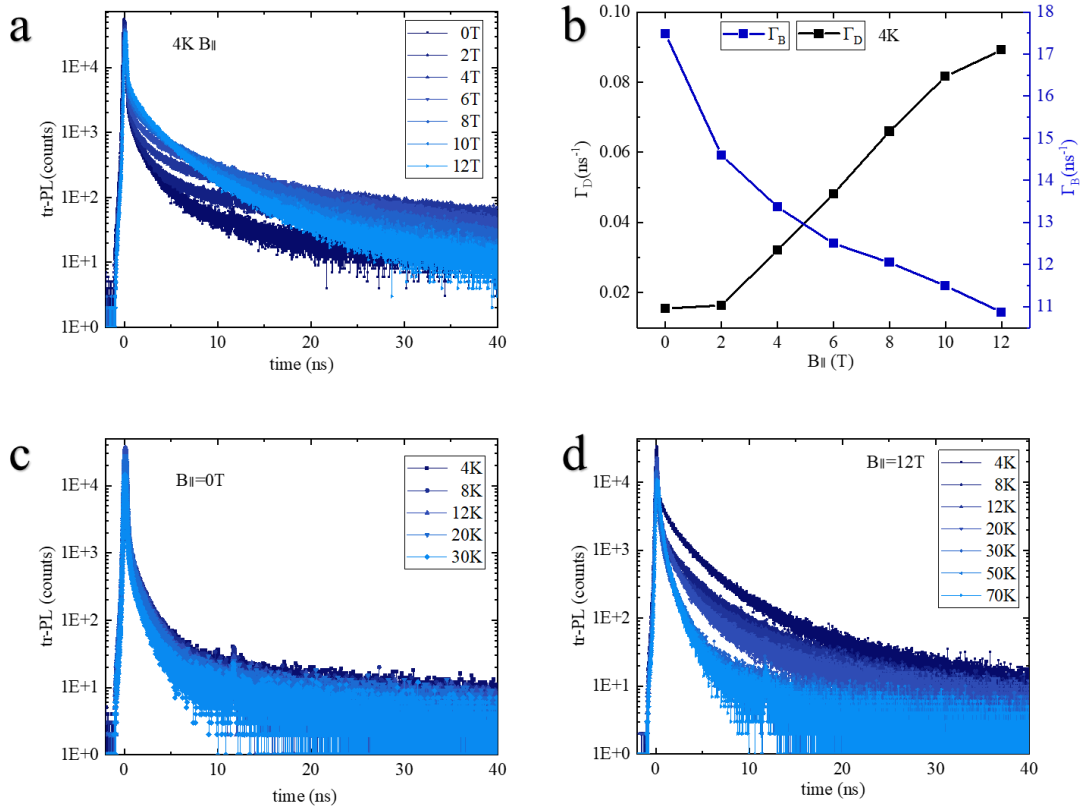 a
4K B∥
0T
2T
4T
6T
8T
10T
12T
1E+4
1E+3
1E+2
1E+1
1E+0
tr-PL (counts)
0 10 20 30 40
time (ns)
b
Γ_B Γ_D 4K
0.10
0.08
0.06
0.04
0.02
Γ_D(ns⁻¹)
18
17
16
15
14
13
12
11
Γ_B(ns⁻¹)
0 2 4 6 8 10 12
B∥ (T)
c
B∥=0T
4K
8K
12K
20K
30K
1E+4
1E+3
1E+2
1E+1
1E+0
tr-PL (counts)
0 10 20 30 40
time (ns)
d
B∥=12T
4K
8K
12K
20K
30K
50K
70K
1E+4
1E+3
1E+2
1E+1
1E+0
tr-PL (counts)
0 10 20 30 40
time (ns)